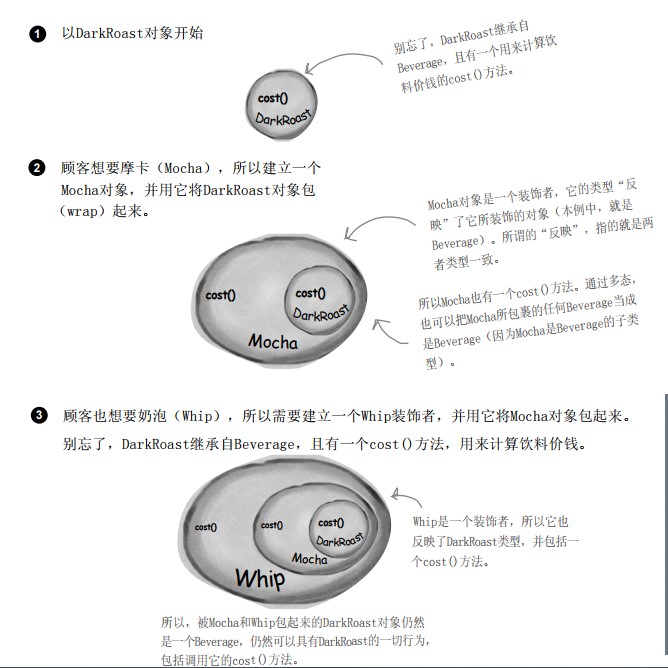 1 以DarkRoast对象开始
别忘了，DarkRoast继承自
Beverage，且有一个用来计算饮
料价钱的cost()方法。
cost()
DarkRoast
2 顾客想要摩卡（Mocha），所以建立一个
Mocha对象，并用它将DarkRoast对象包
（wrap）起来。
Mocha对象是一个装饰者，它的类型“反
映”了它所装饰的对象（本例中，就是
Beverage）。所谓的“反映”，指的就是两
者类型一致。
cost()
cost()
DarkRoast
Mocha
所以Mocha也有一个cost()方法。通过多态，
也可以把Mocha所包裹的任何Beverage当成
是Beverage（因为Mocha是Beverage的子类
型）。
3 顾客也想要奶泡（Whip），所以需要建立一个Whip装饰者，并用它将Mocha对象包起来。
别忘了，DarkRoast继承自Beverage，且有一个cost()方法，用来计算饮料价钱。
cost()
cost()
cost()
DarkRoast
Mocha
Whip
Whip是一个装饰者，所以它也
反映了DarkRoast类型，并包括一
个cost()方法。
所以，被Mocha和Whip包起来的DarkRoast对象仍然
是一个Beverage，仍然可以具有DarkRoast的一切行为，
包括调用它的cost()方法。